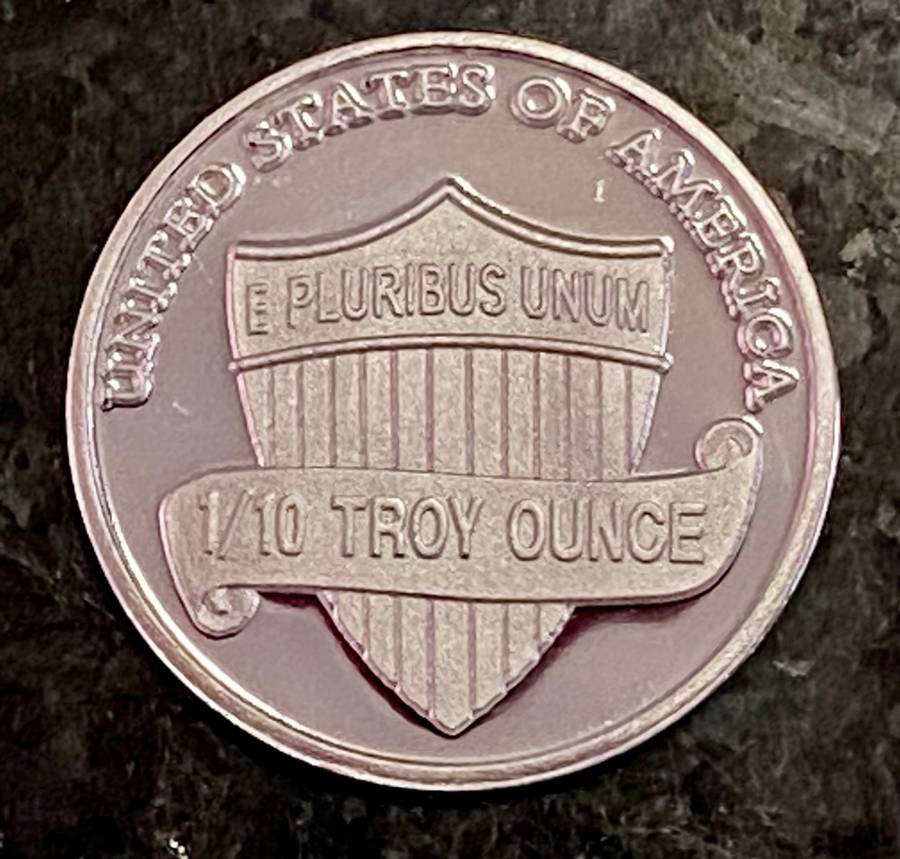 UNITED STATES OF AMERICA
E PLURIBUS UNUM
1/10 TROY OUNCE